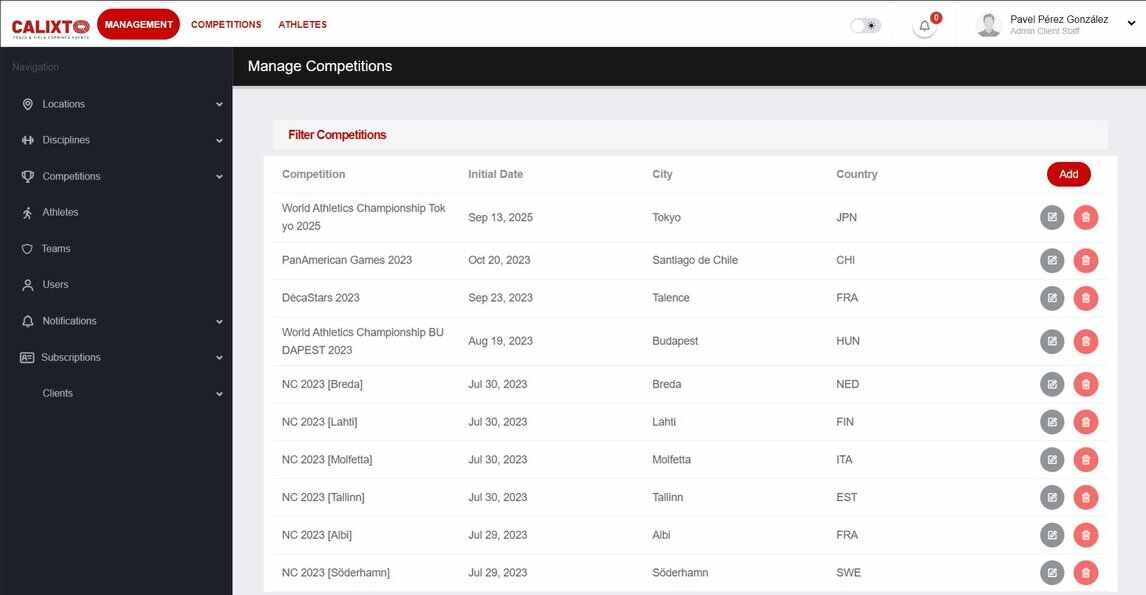 CALIXTO
TRACK & FIELD COMBINED EVENTS
MANAGEMENT
COMPETITIONS
ATHLETES
0
Pavel Pérez González
Admin Client Staff
Navigation
Manage Competitions
Locations
Disciplines
Competitions
Athletes
Teams
Users
Notifications
Subscriptions
Clients
Filter Competitions
Competition Initial Date City Country Add
World Athletics Championship Tok
yo 2025 Sep 13, 2025 Tokyo JPN
PanAmerican Games 2023 Oct 20, 2023 Santiago de Chile CHI
DécaStars 2023 Sep 23, 2023 Talence FRA
World Athletics Championship BU
DAPEST 2023 Aug 19, 2023 Budapest HUN
NC 2023 [Breda] Jul 30, 2023 Breda NED
NC 2023 [Lahti] Jul 30, 2023 Lahti FIN
NC 2023 [Molfetta] Jul 30, 2023 Molfetta ITA
NC 2023 [Tallinn] Jul 30, 2023 Tallinn EST
NC 2023 [Albi] Jul 29, 2023 Albi FRA
NC 2023 [Söderhamn] Jul 29, 2023 Söderhamn SWE